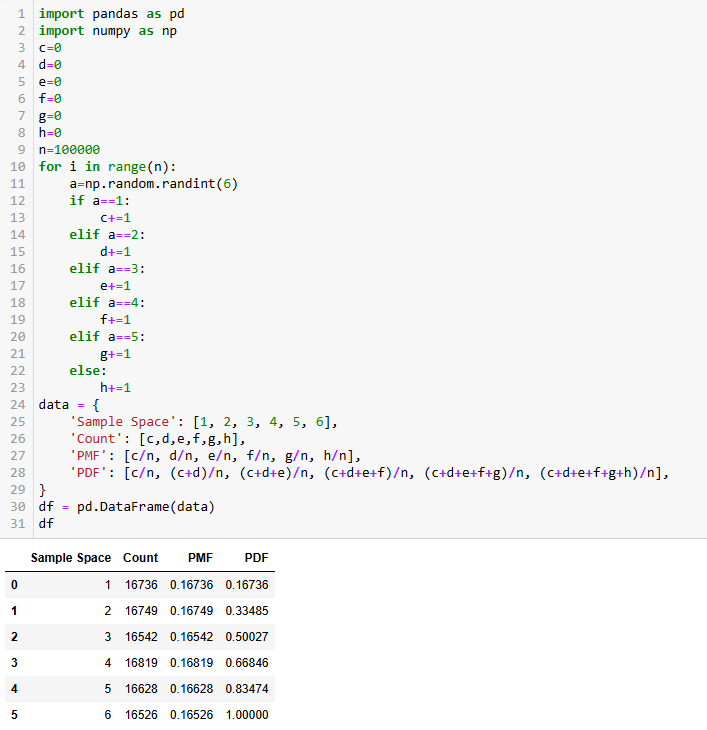 1 import pandas as pd
2 import numpy as np
3 c=0
4 d=0
5 e=0
6 f=0
7 g=0
8 h=0
9 n=100000
10 for i in range(n):
11     a=np.random.randint(6)
12     if a==1:
13         c+=1
14     elif a==2:
15         d+=1
16     elif a==3:
17         e+=1
18     elif a==4:
19         f+=1
20     elif a==5:
21         g+=1
22     else:
23         h+=1
24 data = {
25     'Sample Space': [1, 2, 3, 4, 5, 6],
26     'Count': [c,d,e,f,g,h],
27     'PMF': [c/n, d/n, e/n, f/n, g/n, h/n],
28     'PDF': [c/n, (c+d)/n, (c+d+e)/n, (c+d+e+f)/n, (c+d+e+f+g)/n, (c+d+e+f+g+h)/n],
29 }
30 df = pd.DataFrame(data)
31 df
Sample Space Count PMF PDF
0 1 16736 0.16736 0.16736
1 2 16749 0.16749 0.33485
2 3 16542 0.16542 0.50027
3 4 16819 0.16819 0.66846
4 5 16628 0.16628 0.83474
5 6 16526 0.16526 1.00000